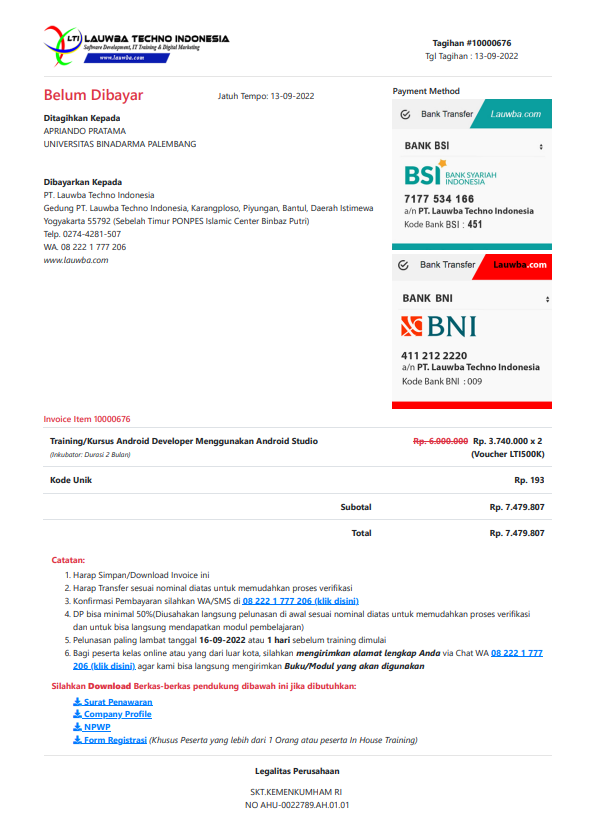 LTI LAUWBA TECHNO INDONESIA
Software Development, IT Training & Digital Marketing
www.lauwba.com
Tagihan #10000676
Tgl Tagihan : 13-09-2022
Belum Dibayar
Jatuh Tempo: 13-09-2022
Ditagihkan Kepada
APRIANDO PRATAMA
UNIVERSITAS BINADARMA PALEMBANG
Dibayarkan Kepada
PT. Lauwba Techno Indonesia
Gedung PT. Lauwba Techno Indonesia, Karangploso, Piyungan, Bantul, Daerah Istimewa
Yogyakarta 55792 (Sebelah Timur PONPES Islamic Center Binbaz Putri)
Telp. 0274-4281-507
WA. 08 222 1 777 206
www.lauwba.com
Payment Method
Bank Transfer Lauwba.com
BANK BSI
BSI BANK SYARIAH
INDONESIA
7177 534 166
a/n PT. Lauwba Techno Indonesia
Kode Bank BSI : 451
Bank Transfer Lauwba.com
BANK BNI
BNI
411 212 2220
a/n PT. Lauwba Techno Indonesia
Kode Bank BNI : 009
Invoice Item 10000676
Training/Kursus Android Developer Menggunakan Android Studio Rp. 6.000.000 Rp. 3.740.000 x 2
(Inkubator: Durasi 2 Bulan) (Voucher LTI500K)
Kode Unik Rp. 193
Subotal Rp. 7.479.807
Total Rp. 7.479.807
Catatan:
1. Harap Simpan/Download Invoice ini
2. Harap Transfer sesuai nominal diatas untuk memudahkan proses verifikasi
3. Konfirmasi Pembayaran silahkan WA/SMS di 08 222 1 777 206 (klik disini)
4. DP bisa minimal 50%(Diusahakan langsung pelunasan di awal sesuai nominal diatas untuk memudahkan proses verifikasi
dan untuk bisa langsung mendapatkan modul pembelajaran)
5. Pelunasan paling lambat tanggal 16-09-2022 atau 1 hari sebelum training dimulai
6. Bagi peserta kelas online atau yang dari luar kota, silahkan mengirimkan alamat lengkap Anda via Chat WA 08 222 1 777
206 (klik disini) agar kami bisa langsung mengirimkan Buku/Modul yang akan digunakan
Silahkan Download Berkas-berkas pendukung dibawah ini jika dibutuhkan:
Surat Penawaran
Company Profile
NPWP
Form Registrasi (Khusus Peserta yang lebih dari 1 Orang atau peserta In House Training)
Legalitas Perusahaan
SKT.KEMENKUMHAM RI
NO AHU-0022789.AH.01.01